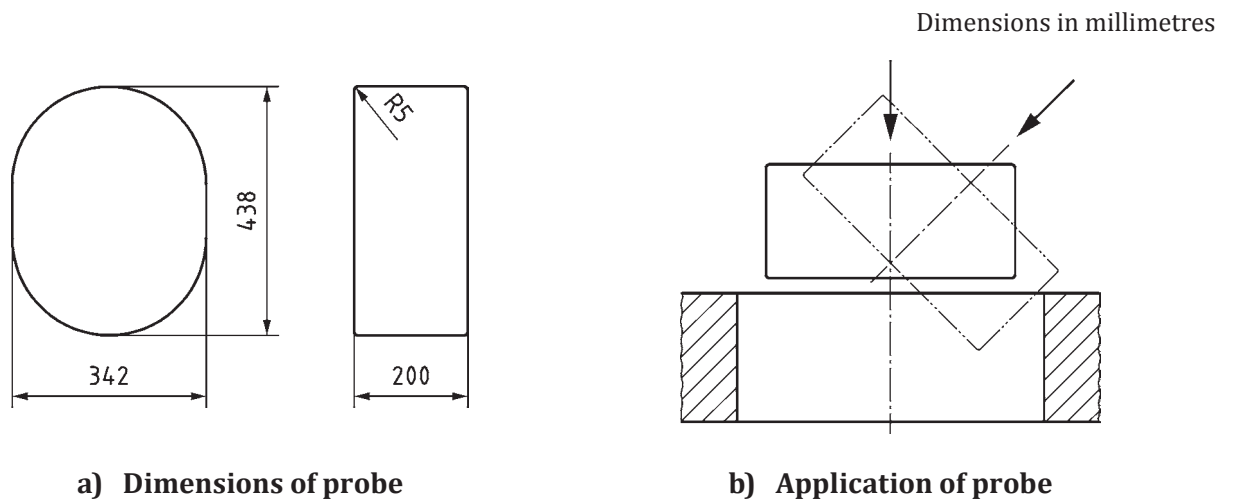 Dimensions in millimetres
R5
438
342
200
a) Dimensions of probe
b) Application of probe